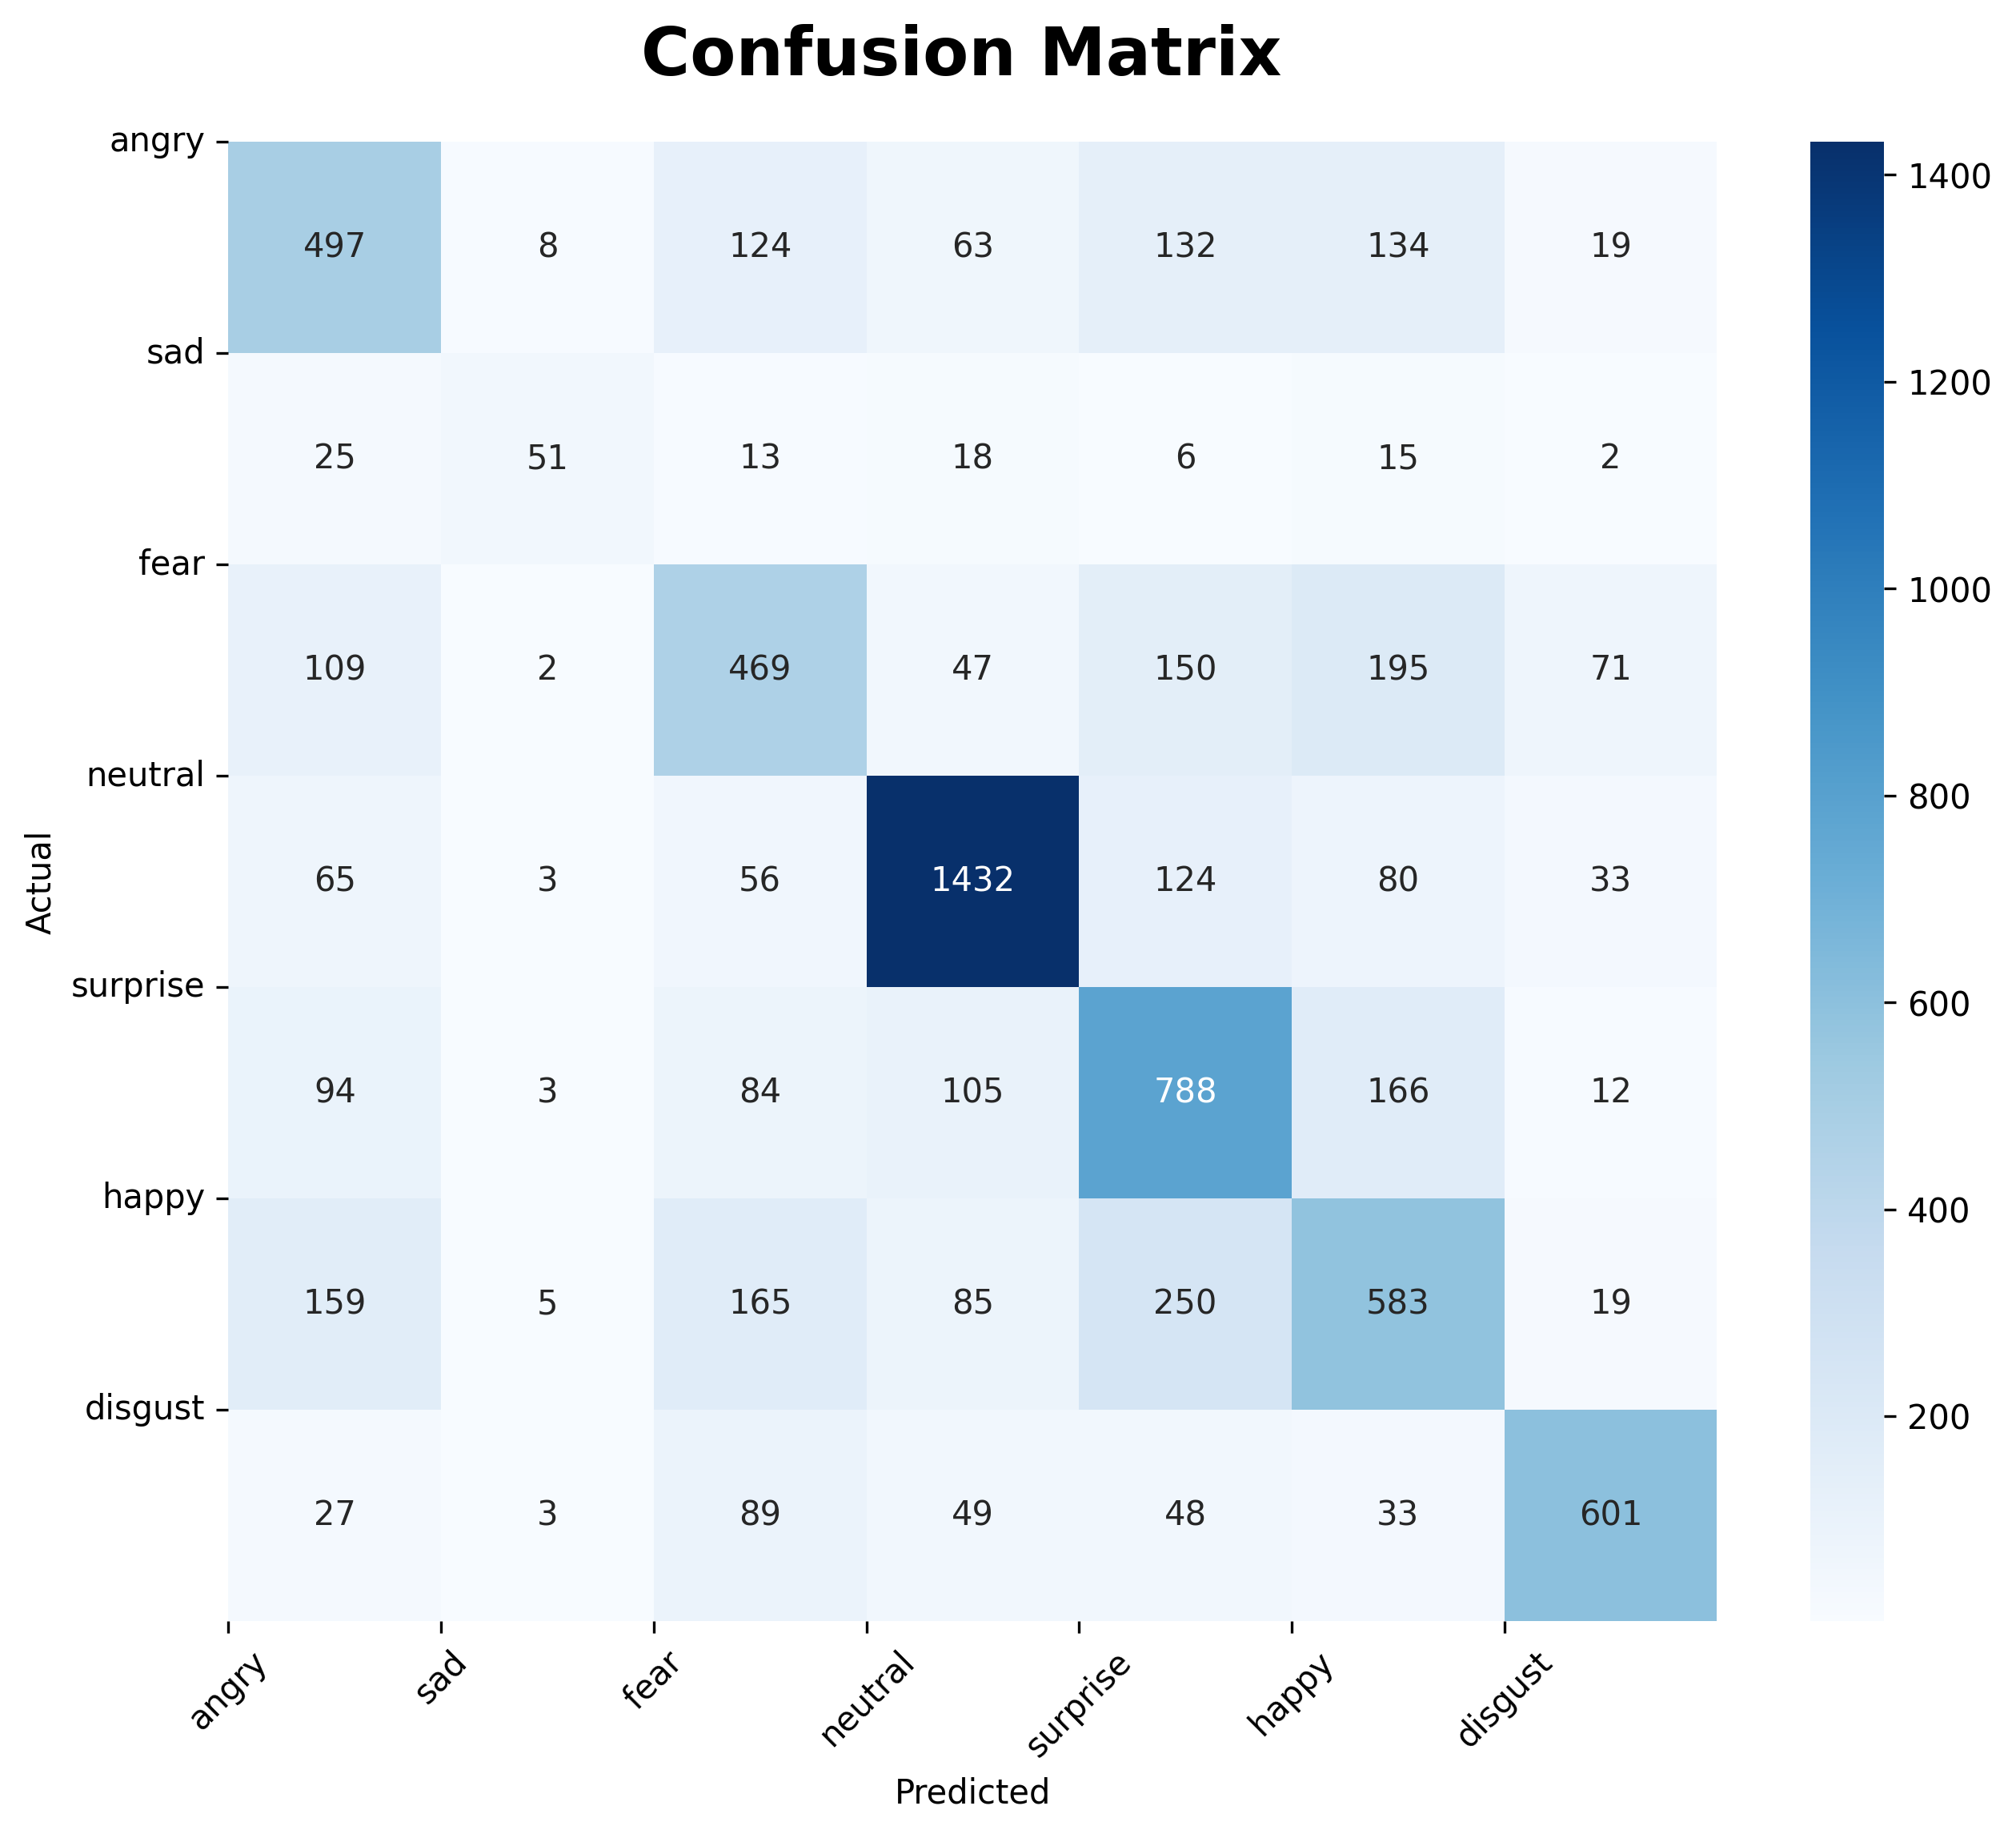 Confusion Matrix
angry
497 8 124 63 132 134 19
sad
25 51 13 18 6 15 2
fear
109 2 469 47 150 195 71
neutral
65 3 56 1432 124 80 33
surprise
94 3 84 105 788 166 12
happy
159 5 165 85 250 583 19
disgust
27 3 89 49 48 33 601
Actual
angry sad fear neutral surprise happy disgust
Predicted
1400
1200
1000
800
600
400
200